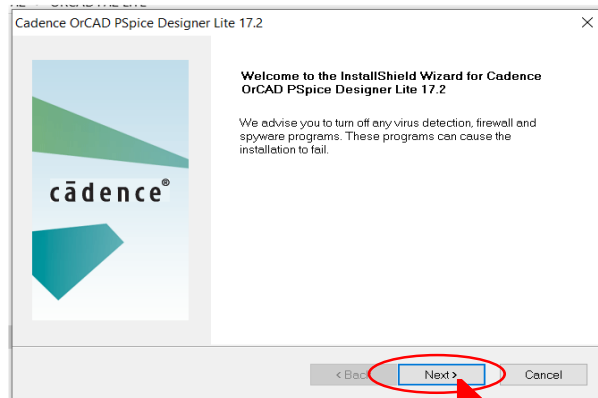 Cadence OrCAD PSpice Designer Lite 17.2
Welcome to the InstallShield Wizard for Cadence
OrCAD PSpice Designer Lite 17.2
We advise you to turn off any virus detection, firewall and
spyware programs. These programs can cause the
installation to fail.
cādence®
< Back
Next >
Cancel